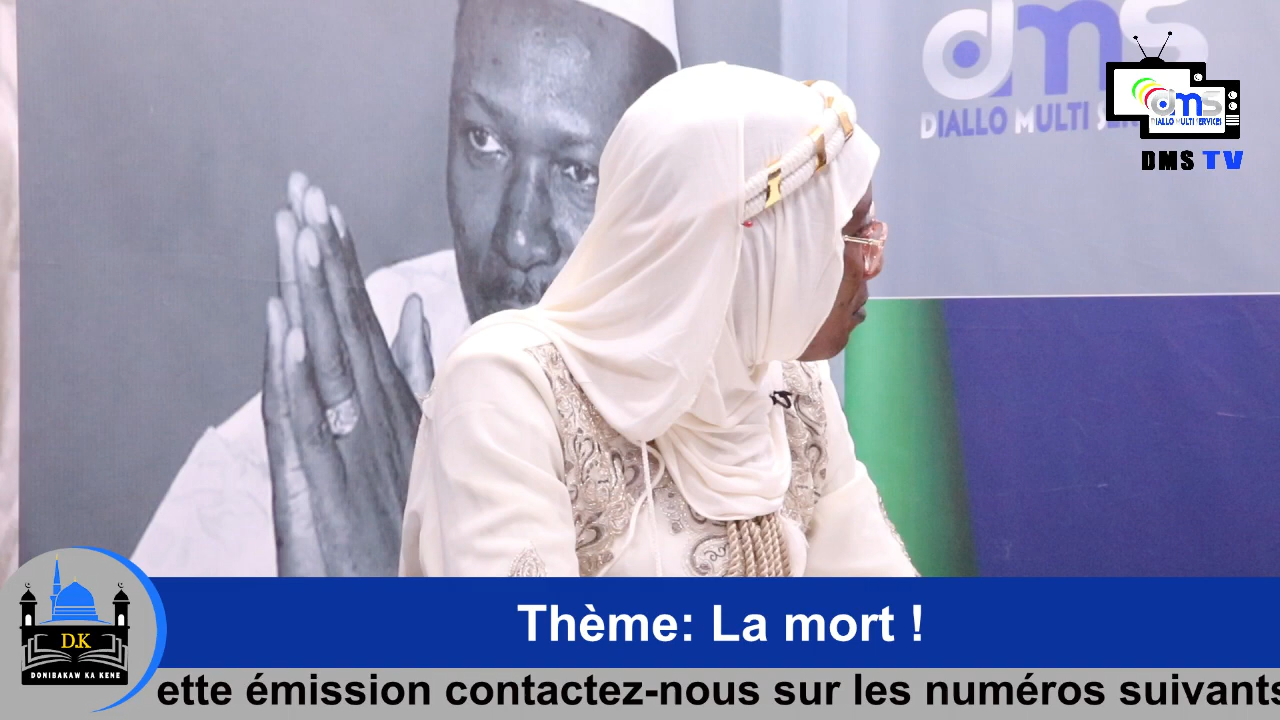 dms
DIALLO MULTI SER
dms
DIALLO MULTI SERVICES
DMS TV
Thème: La mort !
D.K
DONIBAKAW KA KENE
ette émission contactez-nous sur les numéros suivants